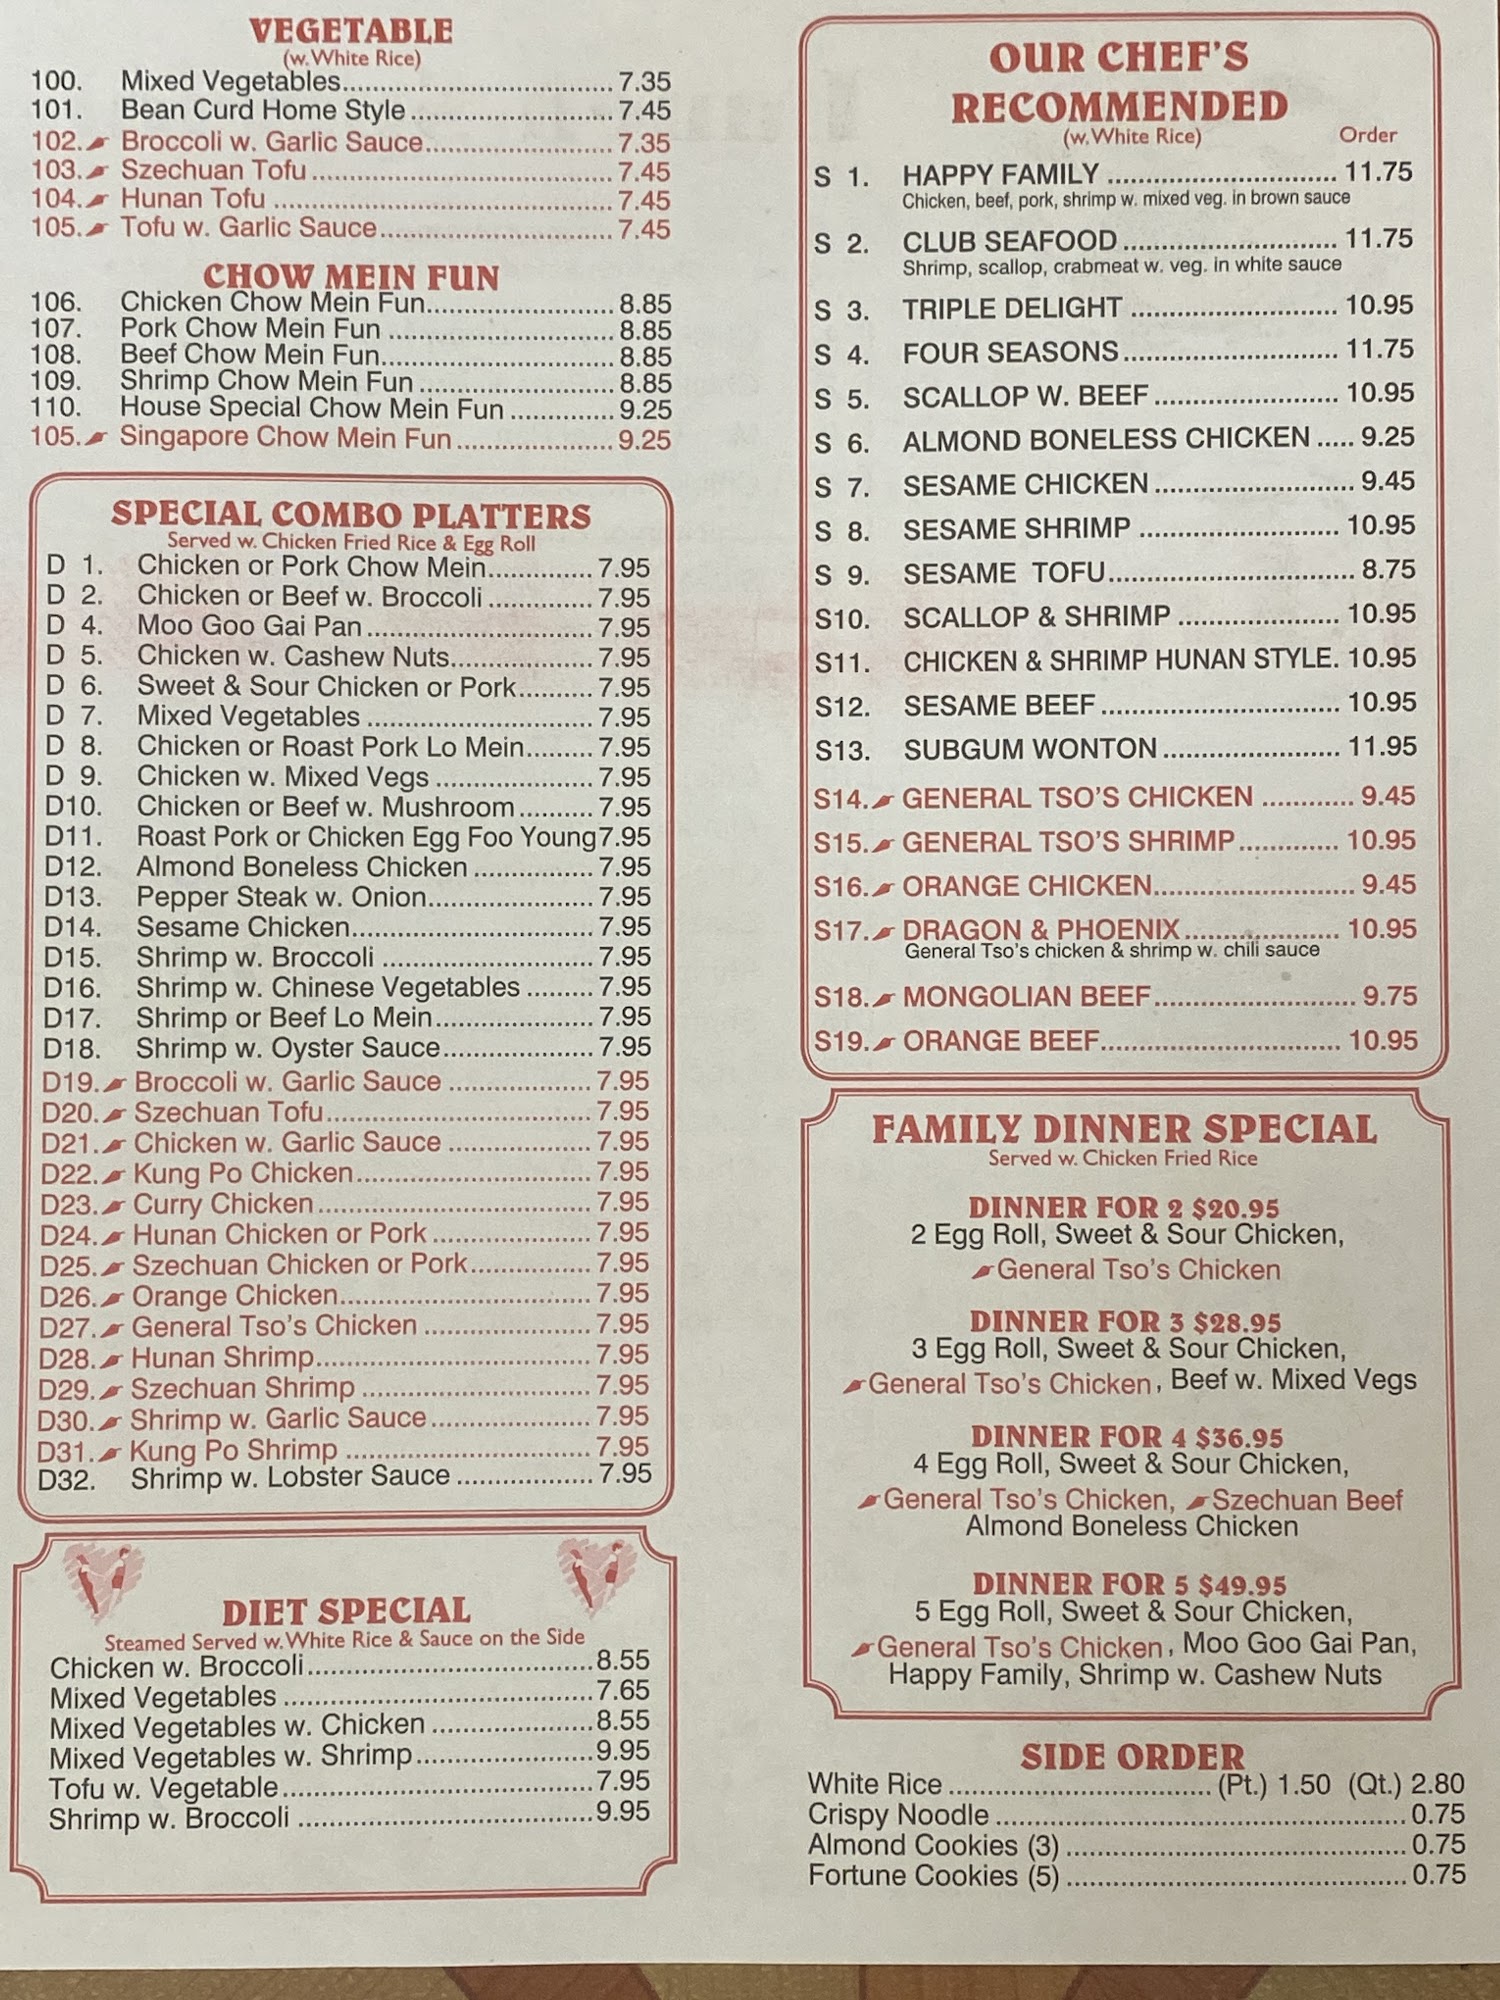 VEGETABLE
(w. White Rice)
100. Mixed Vegetables 7.35
101. Bean Curd Home Style 7.45
102. Broccoli w. Garlic Sauce 7.35
103. Szechuan Tofu 7.45
104. Hunan Tofu 7.45
105. Tofu w. Garlic Sauce 7.45
CHOW MEIN FUN
106. Chicken Chow Mein Fun 8.85
107. Pork Chow Mein Fun 8.85
108. Beef Chow Mein Fun 8.85
109. Shrimp Chow Mein Fun 8.85
110. House Special Chow Mein Fun 9.25
105. Singapore Chow Mein Fun 9.25
SPECIAL COMBO PLATTERS
Served w. Chicken Fried Rice & Egg Roll
D 1. Chicken or Pork Chow Mein 7.95
D 2. Chicken or Beef w. Broccoli 7.95
D 4. Moo Goo Gai Pan 7.95
D 5. Chicken w. Cashew Nuts 7.95
D 6. Sweet & Sour Chicken or Pork 7.95
D 7. Mixed Vegetables 7.95
D 8. Chicken or Roast Pork Lo Mein 7.95
D 9. Chicken w. Mixed Vegs 7.95
D10. Chicken or Beef w. Mushroom 7.95
D11. Roast Pork or Chicken Egg Foo Young 7.95
D12. Almond Boneless Chicken 7.95
D13. Pepper Steak w. Onion 7.95
D14. Sesame Chicken 7.95
D15. Shrimp w. Broccoli 7.95
D16. Shrimp w. Chinese Vegetables 7.95
D17. Shrimp or Beef Lo Mein 7.95
D18. Shrimp w. Oyster Sauce 7.95
D19. Broccoli w. Garlic Sauce 7.95
D20. Szechuan Tofu 7.95
D21. Chicken w. Garlic Sauce 7.95
D22. Kung Po Chicken 7.95
D23. Curry Chicken 7.95
D24. Hunan Chicken or Pork 7.95
D25. Szechuan Chicken or Pork 7.95
D26. Orange Chicken 7.95
D27. General Tso's Chicken 7.95
D28. Hunan Shrimp 7.95
D29. Szechuan Shrimp 7.95
D30. Shrimp w. Garlic Sauce 7.95
D31. Kung Po Shrimp 7.95
D32. Shrimp w. Lobster Sauce 7.95
DIET SPECIAL
Steamed Served w. White Rice & Sauce on the Side
Chicken w. Broccoli 8.55
Mixed Vegetables 7.65
Mixed Vegetables w. Chicken 8.55
Mixed Vegetables w. Shrimp 9.95
Tofu w. Vegetable 7.95
Shrimp w. Broccoli 9.95
OUR CHEF'S
RECOMMENDED
(w. White Rice) Order
S 1. HAPPY FAMILY 11.75
Chicken, beef, pork, shrimp w. mixed veg. in brown sauce
S 2. CLUB SEAFOOD 11.75
Shrimp, scallop, crabmeat w. veg. in white sauce
S 3. TRIPLE DELIGHT 10.95
S 4. FOUR SEASONS 11.75
S 5. SCALLOP W. BEEF 10.95
S 6. ALMOND BONELESS CHICKEN 9.25
S 7. SESAME CHICKEN 9.45
S 8. SESAME SHRIMP 10.95
S 9. SESAME TOFU 8.75
S10. SCALLOP & SHRIMP 10.95
S11. CHICKEN & SHRIMP HUNAN STYLE. 10.95
S12. SESAME BEEF 10.95
S13. SUBGUM WONTON 11.95
S14. GENERAL TSO'S CHICKEN 9.45
S15. GENERAL TSO'S SHRIMP 10.95
S16. ORANGE CHICKEN 9.45
S17. DRAGON & PHOENIX 10.95
General Tso's chicken & shrimp w. chili sauce
S18. MONGOLIAN BEEF 9.75
S19. ORANGE BEEF 10.95
FAMILY DINNER SPECIAL
Served w. Chicken Fried Rice
DINNER FOR 2 $20.95
2 Egg Roll, Sweet & Sour Chicken,
General Tso's Chicken
DINNER FOR 3 $28.95
3 Egg Roll, Sweet & Sour Chicken,
General Tso's Chicken, Beef w. Mixed Vegs
DINNER FOR 4 $36.95
4 Egg Roll, Sweet & Sour Chicken,
General Tso's Chicken, Szechuan Beef
Almond Boneless Chicken
DINNER FOR 5 $49.95
5 Egg Roll, Sweet & Sour Chicken,
General Tso's Chicken, Moo Goo Gai Pan,
Happy Family, Shrimp w. Cashew Nuts
SIDE ORDER
White Rice (Pt.) 1.50 (Qt.) 2.80
Crispy Noodle 0.75
Almond Cookies (3) 0.75
Fortune Cookies (5) 0.75